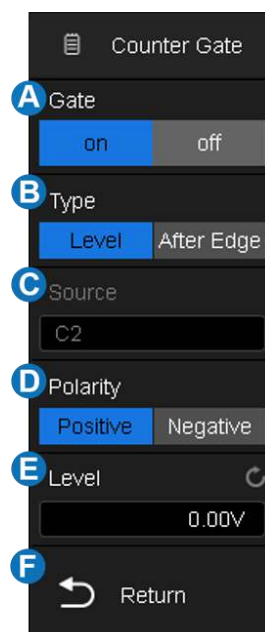 Counter Gate
A
Gate
on off
B
Type
Level After Edge
C
Source
C2
D
Polarity
Positive Negative
E
Level
0.00V
F
Return